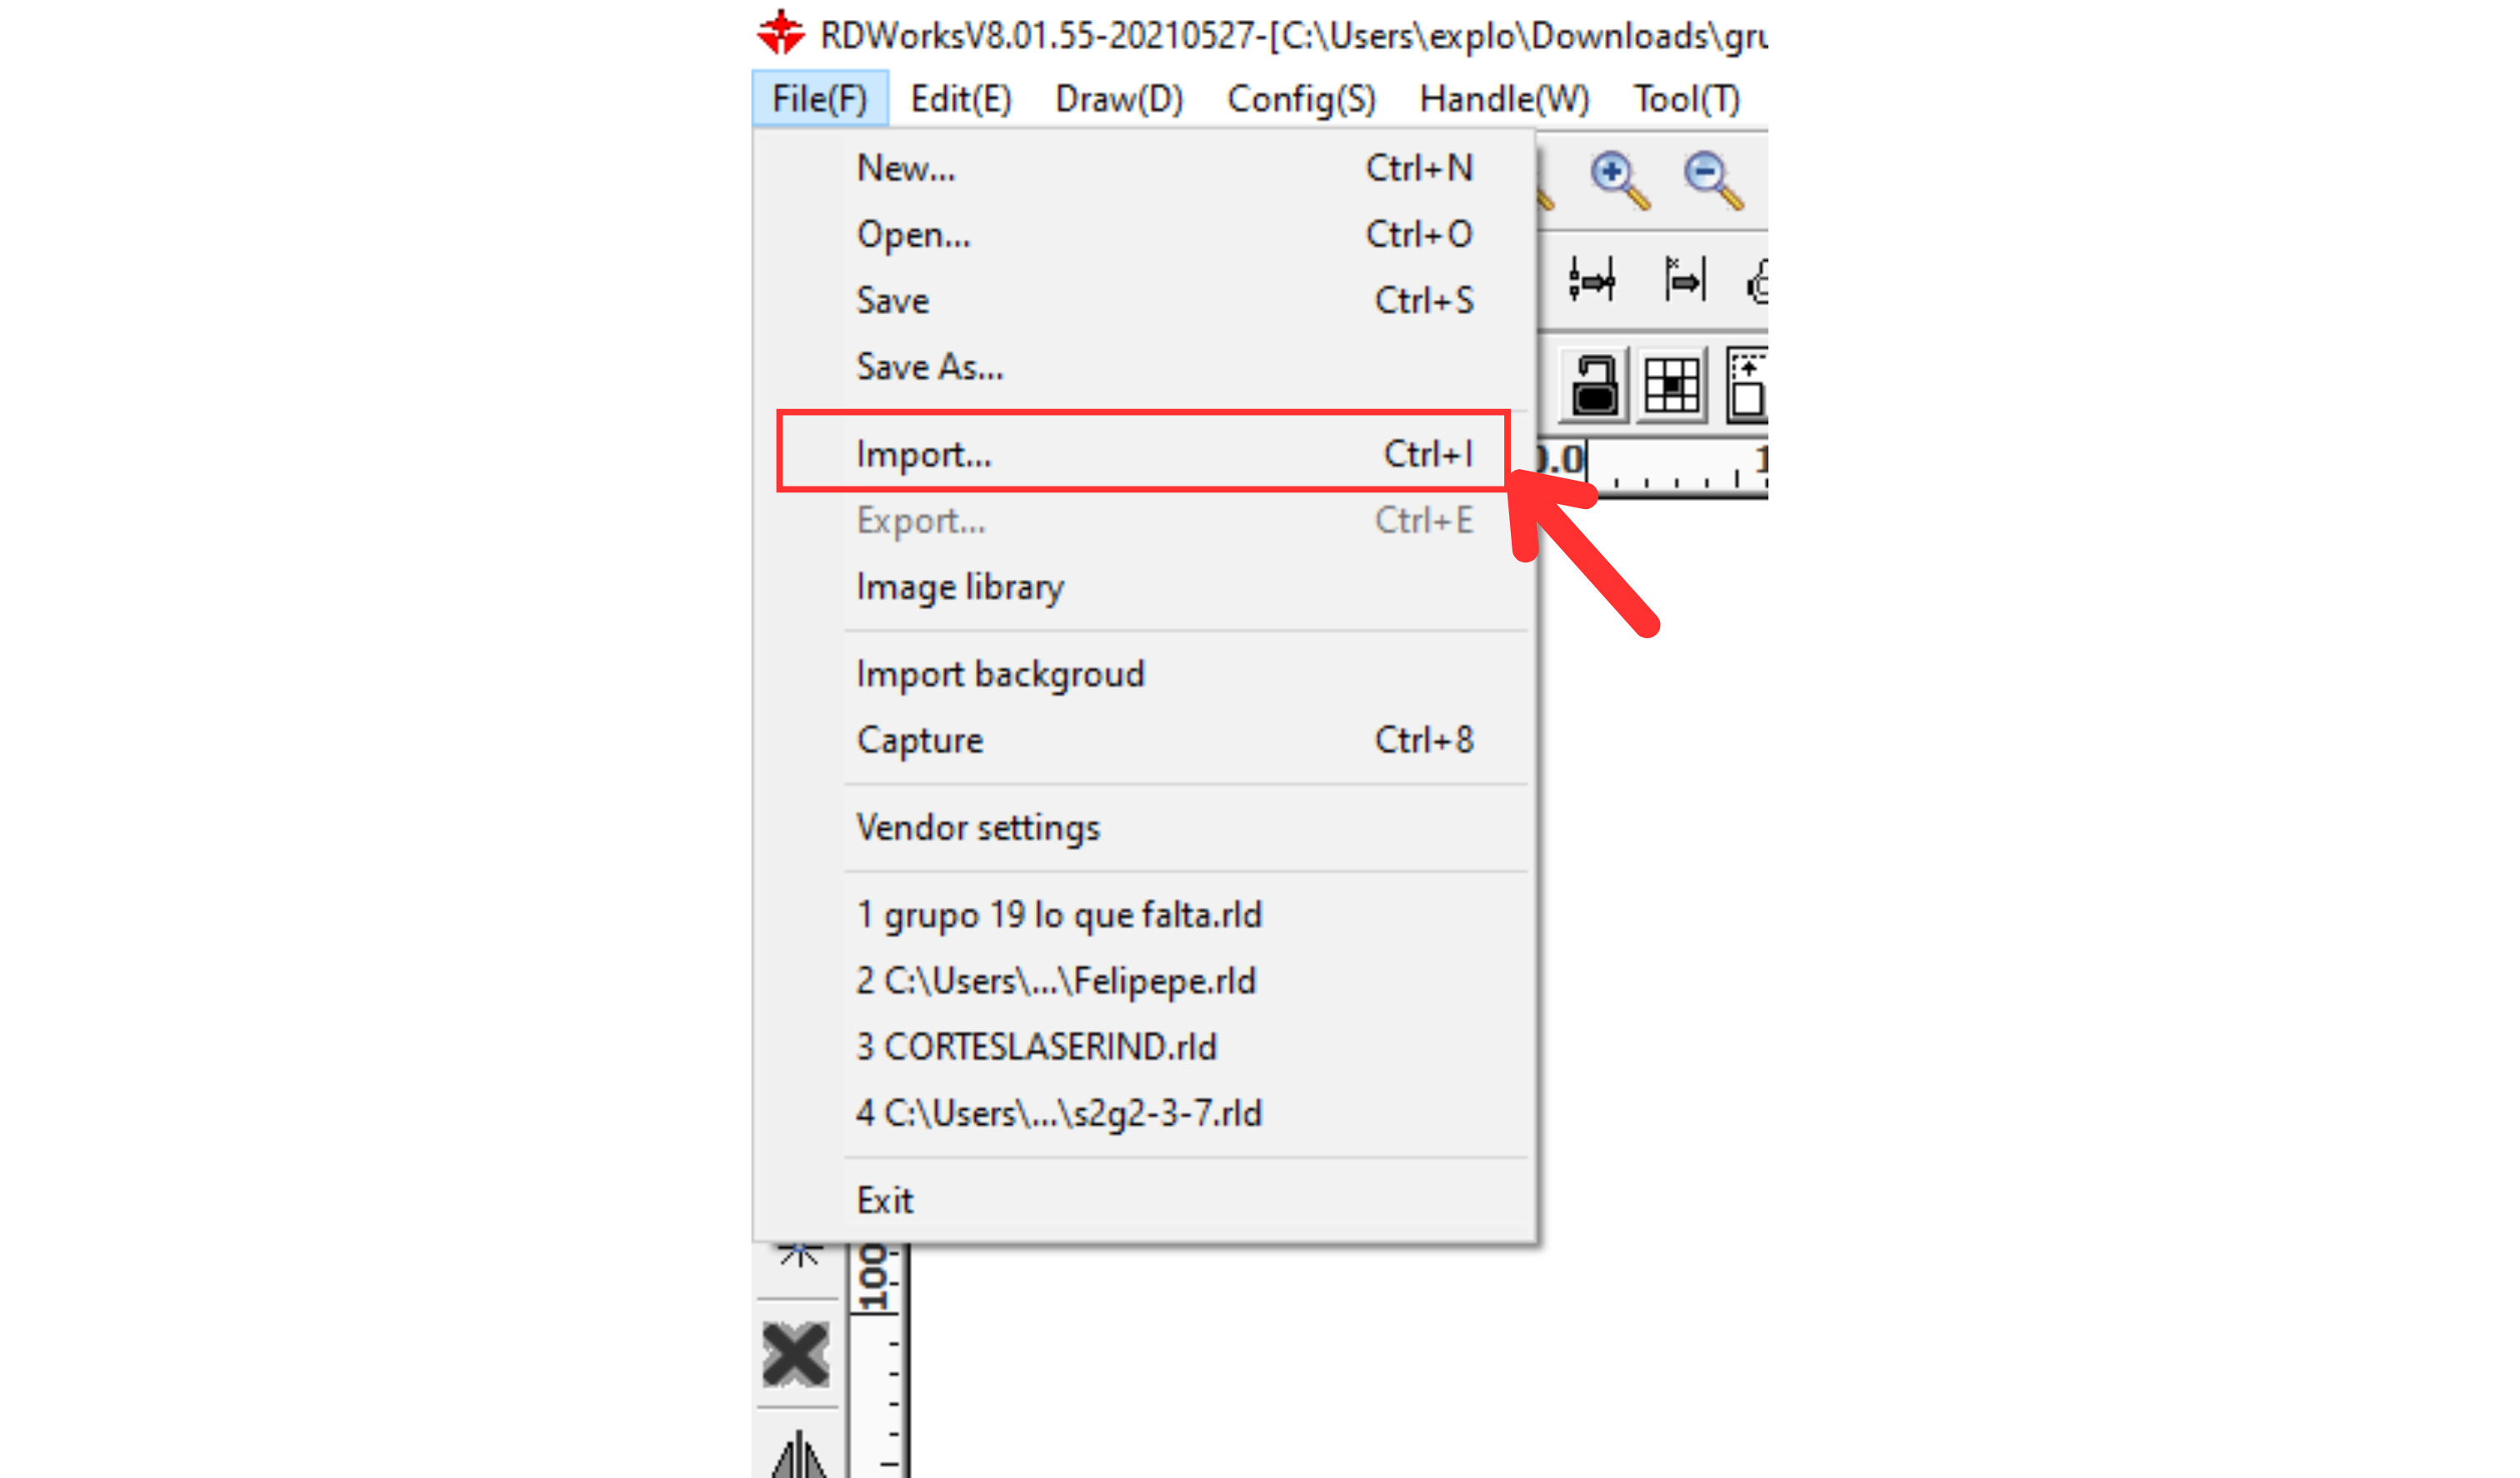 RDWorksV8.01.55-20210527-[C:\Users\explo\Downloads\gru
File(F) Edit(E) Draw(D) Config(S) Handle(W) Tool(T)
New... Ctrl+N
Open... Ctrl+O
Save Ctrl+S
Save As...
Import... Ctrl+I
0.0 1
Export... Ctrl+E
Image library
Import backgroud
Capture Ctrl+8
Vendor settings
1 grupo 19 lo que falta.rld
2 C:\Users\...\Felipepe.rld
3 CORTESLASERIND.rld
4 C:\Users\...\s2g2-3-7.rld
Exit
100